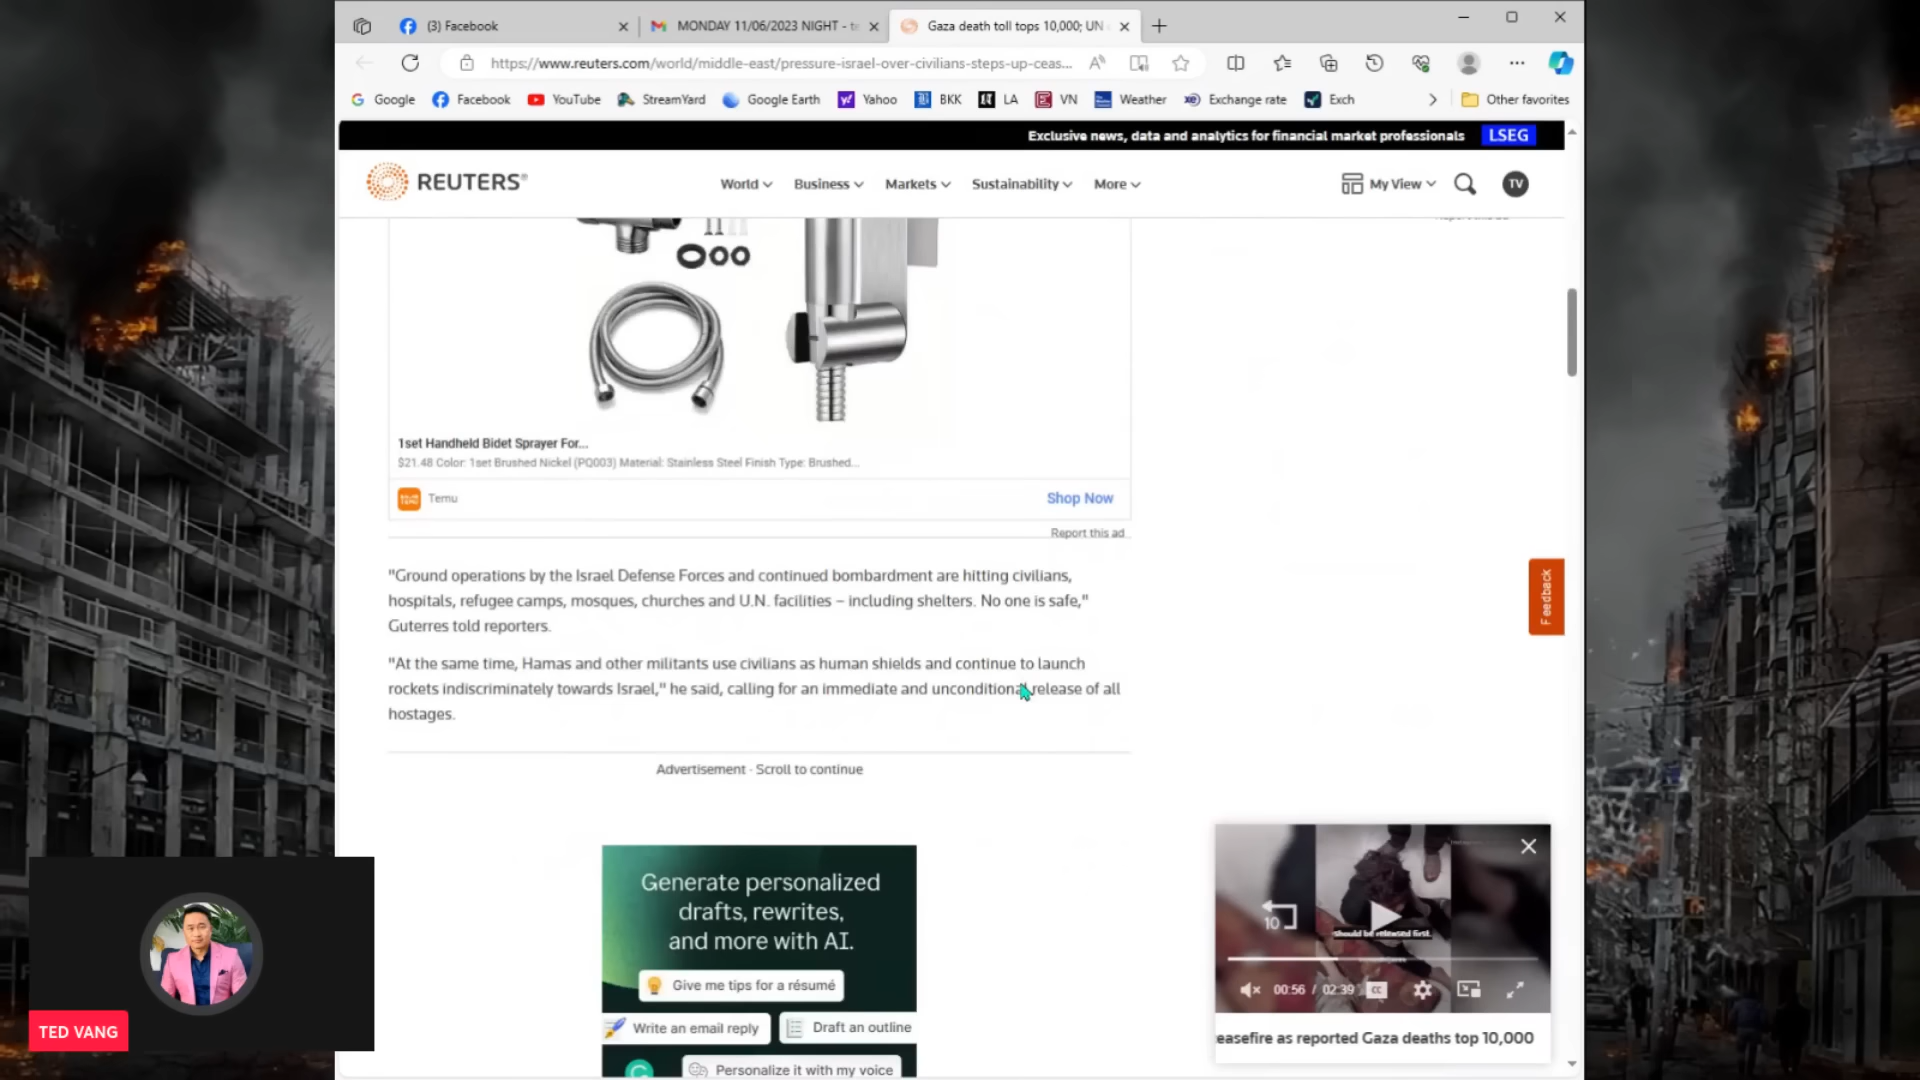 (3) Facebook
MONDAY 11/06/2023 NIGHT - te
Gaza death toll tops 10,000; UN
https://www.reuters.com/world/middle-east/pressure-israel-over-civilians-steps-up-ceas...
Google
Facebook
YouTube
StreamYard
Google Earth
Yahoo
BKK
LA
VN
Weather
Exchange rate
Exch
Other favorites
Exclusive news, data and analytics for financial market professionals LSEG
REUTERS®
World
Business
Markets
Sustainability
More
My View
TV
1set Handheld Bidet Sprayer For...
$21.48 Color: 1set Brushed Nickel (PQ003) Material: Stainless Steel Finish Type: Brushed...
Temu
Shop Now
Report this ad
"Ground operations by the Israel Defense Forces and continued bombardment are hitting civilians,
hospitals, refugee camps, mosques, churches and U.N. facilities – including shelters. No one is safe,"
Guterres told reporters.
"At the same time, Hamas and other militants use civilians as human shields and continue to launch
rockets indiscriminately towards Israel," he said, calling for an immediate and unconditional release of all
hostages.
Feedback
Advertisement · Scroll to continue
Generate personalized
drafts, rewrites,
and more with AI.
Give me tips for a résumé
Write an email reply
Draft an outline
Personalize it with my voice
10
should be released first.
00:56 / 02:39
CC
easefire as reported Gaza deaths top 10,000
TED VANG